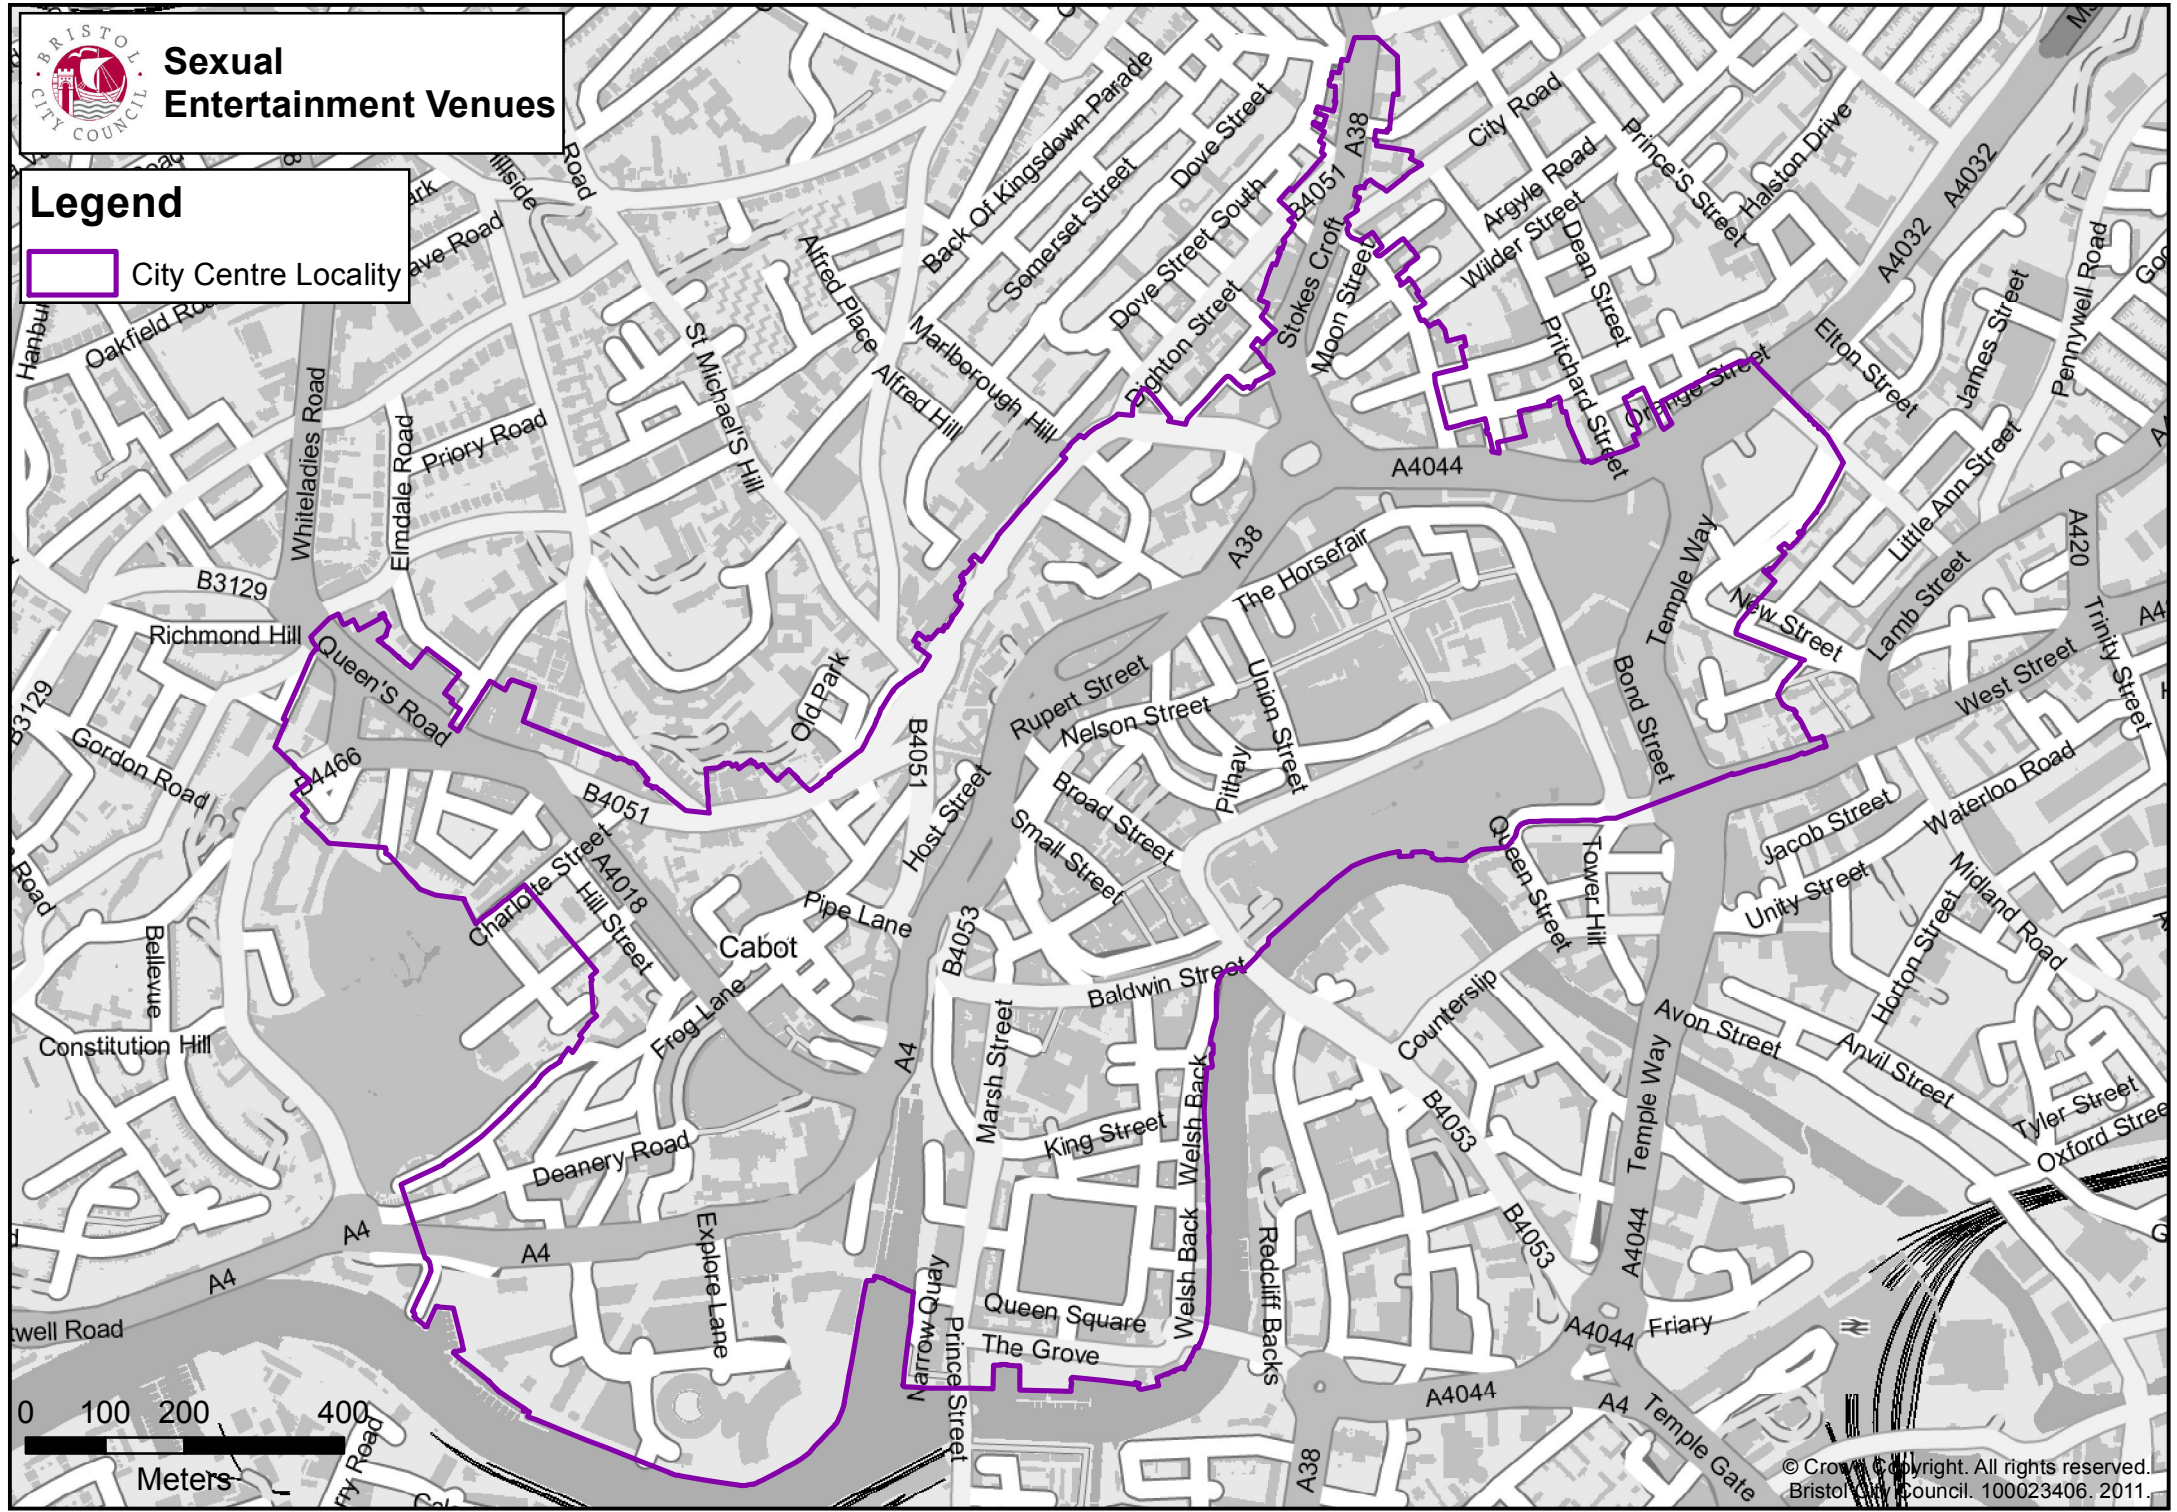 BRISTOL
CITY COUNCIL
Sexual
Entertainment Venues
Legend
City Centre Locality
Hillside
Road
Oakfield
Back Of Kingsdown Parade
Dove Street
Somerset Street
Dove Street South
Dighton Street
Alfred Place
Marlborough Hill
Alfred Hill
St Michael'S Hill
A38
B4051
Stokes Croft
Moon Street
City Road
Argyle Road
Wilder Street
Dean Street
Prince'S Street
Halston Drive
A4032
A4032
Pritchard Street
Orange Street
Elton Street
James Street
Pennywell Road
Little Ann Street
Lamb Street
A420
Trinity Street
West Street
New Street
Temple Way
Bond Street
A4044
A38
The Horsefair
Union Street
Pithay
Rupert Street
Nelson Street
Broad Street
Small Street
Host Street
B4051
Old Park
Whiteladies Road
Elmdale Road
Priory Road
B3129
Richmond Hill
B3129
Queen'S Road
Gordon Road
B4466
B4051
Charlotte Street
A4018
Hill Street
Pipe Lane
Cabot
Frog Lane
B4053
Baldwin Street
Marsh Street
King Street
Welsh Back
Welsh Back
Welsh Back
Queen Street
Tower Hill
Counterslip
Jacob Street
Unity Street
Waterloo Road
Midland Road
Horton Street
Avon Street
Anvil Street
Tyler Street
Oxford Stree
Temple Way
A4044
B4053
B4053
Redcliff Backs
Bellevue
Constitution Hill
Road
Deanery Road
A4
A4
A4
A4
Explore Lane
Narrow Quay
Prince Street
Queen Square
The Grove
A4044
Friary
A4044
A4
Temple Gate
A38
twell Road
0 100 200 400
Meters
© Crown Copyright. All rights reserved.
Bristol City Council. 100023406. 2011.